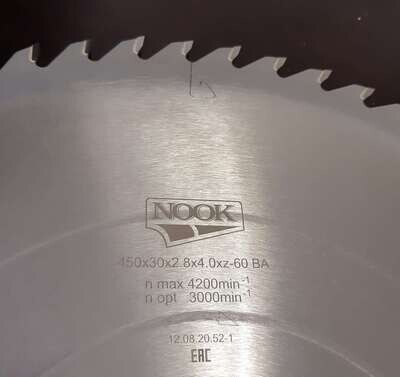 NOOK
450x30x2.8x4.0xz-60 BA
n max 4200min⁻¹
n opt 3000min⁻¹
12.08.20.52-1
EAC